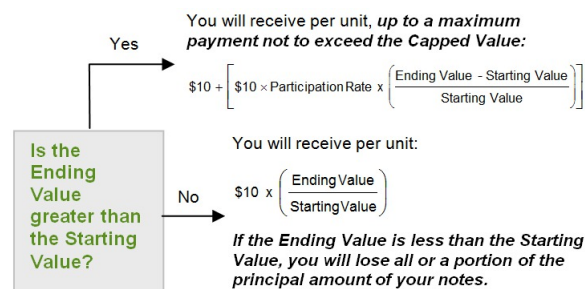 You will receive per unit, up to a maximum
payment not to exceed the Capped Value:
Yes
$10 + [ $10 × Participation Rate x ( Ending Value - Starting Value / Starting Value ) ]
You will receive per unit:
Is the
Ending
Value
greater than
the Starting
Value?
No
$10 x ( Ending Value / Starting Value )
If the Ending Value is less than the Starting
Value, you will lose all or a portion of the
principal amount of your notes.